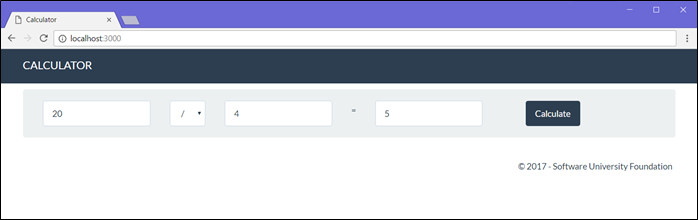 Calculator
localhost:3000
CALCULATOR
20 / 4 = 5 Calculate
© 2017 - Software University Foundation